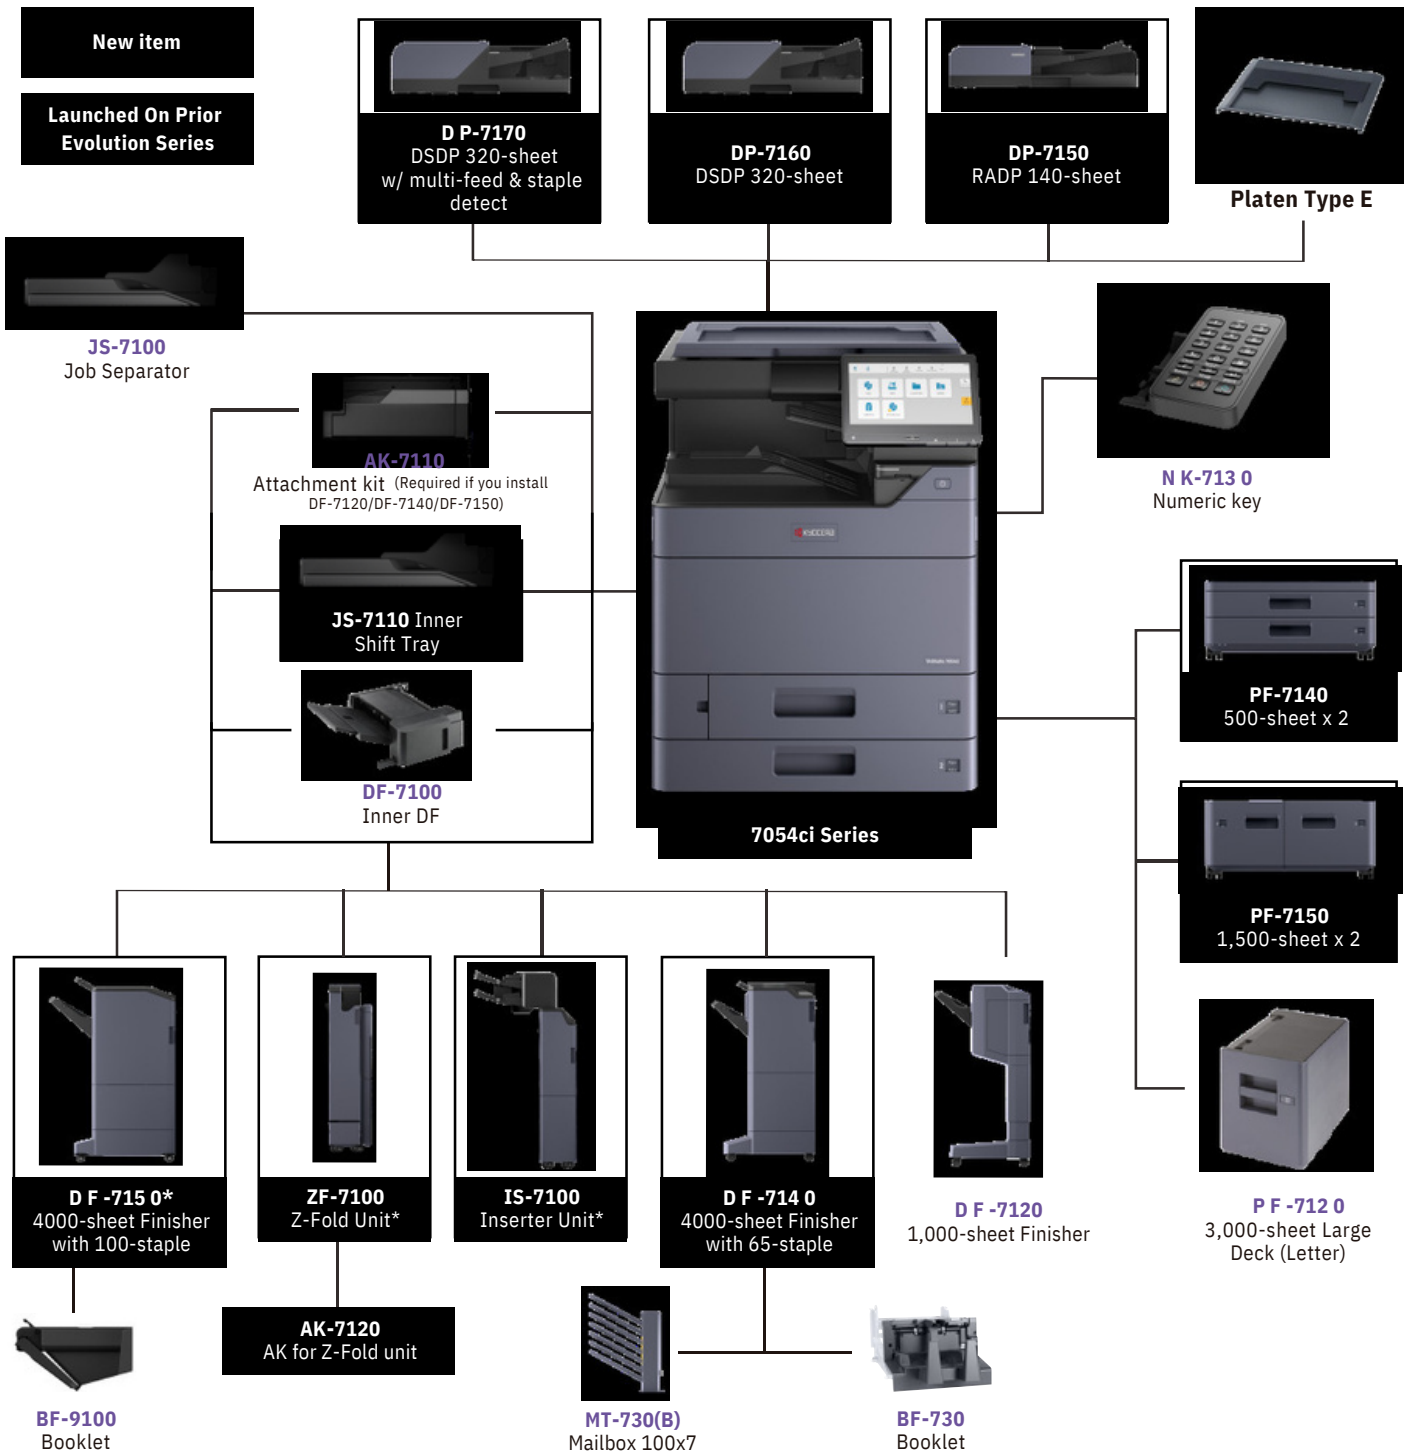 New item
Launched On Prior
Evolution Series
D P-7170
DSDP 320-sheet
w/ multi-feed & staple
detect
DP-7160
DSDP 320-sheet
DP-7150
RADP 140-sheet
Platen Type E
JS-7100
Job Separator
AK-7110
Attachment kit (Required if you install
DF-7120/DF-7140/DF-7150)
JS-7110 Inner
Shift Tray
DF-7100
Inner DF
KYOCERA
7054ci Series
N K-713 0
Numeric key
PF-7140
500-sheet x 2
PF-7150
1,500-sheet x 2
P F -712 0
3,000-sheet Large
Deck (Letter)
D F -715 0*
4000-sheet Finisher
with 100-staple
ZF-7100
Z-Fold Unit*
IS-7100
Inserter Unit*
D F -714 0
4000-sheet Finisher
with 65-staple
D F -7120
1,000-sheet Finisher
AK-7120
AK for Z-Fold unit
BF-9100
Booklet
MT-730(B)
Mailbox 100x7
BF-730
Booklet